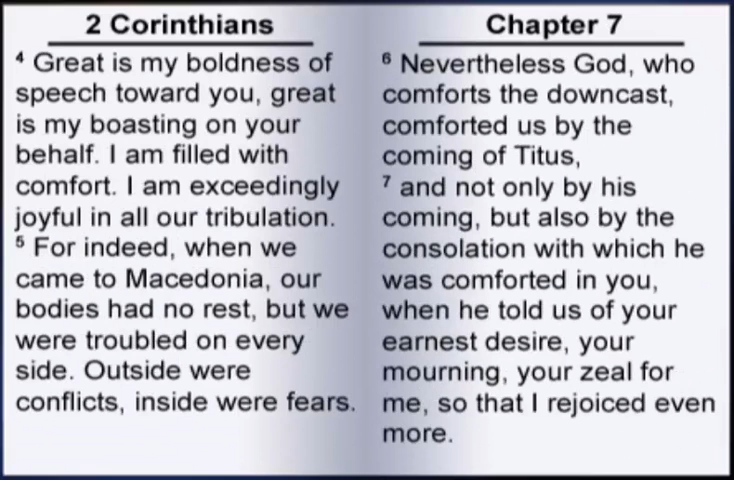 2 Corinthians
⁴ Great is my boldness of
speech toward you, great
is my boasting on your
behalf. I am filled with
comfort. I am exceedingly
joyful in all our tribulation.
⁵ For indeed, when we
came to Macedonia, our
bodies had no rest, but we
were troubled on every
side. Outside were
conflicts, inside were fears.
Chapter 7
⁶ Nevertheless God, who
comforts the downcast,
comforted us by the
coming of Titus,
⁷ and not only by his
coming, but also by the
consolation with which he
was comforted in you,
when he told us of your
earnest desire, your
mourning, your zeal for
me, so that I rejoiced even
more.